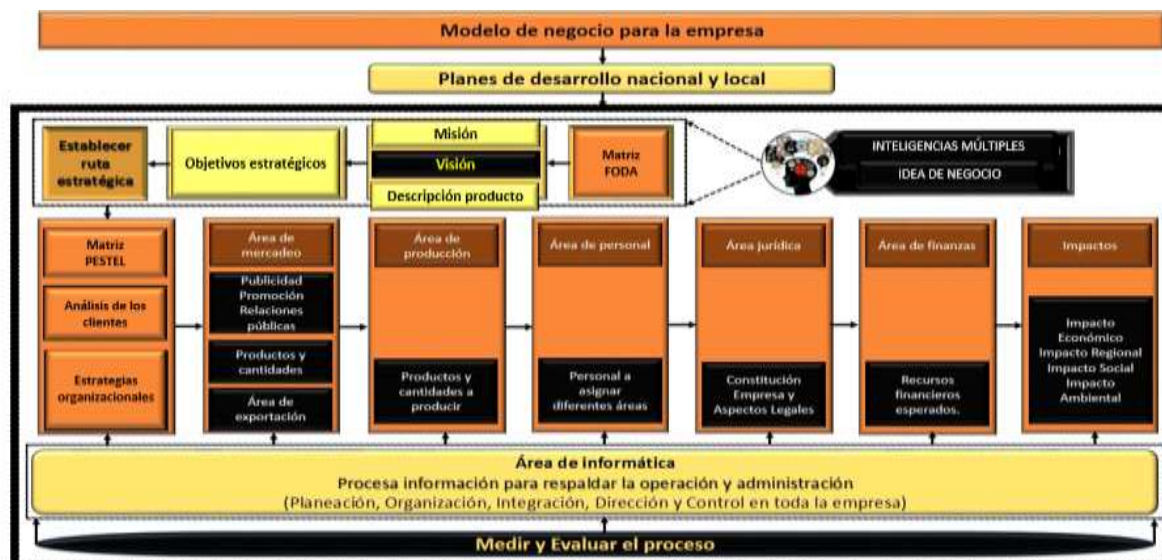 Modelo de negocio para la empresa
Planes de desarrollo nacional y local
Establecer
ruta
estratégica
Objetivos estratégicos
Misión
Visión
Descripción producto
Matriz
FODA
INTELIGENCIAS MÚLTIPLES
IDEA DE NEGOCIO
Matriz
PESTEL
Análisis de los
clientes
Estrategias
organizacionales
Área de
mercadeo
Publicidad
Promoción
Relaciones
públicas
Productos y
cantidades
Área de
exportación
Área de
producción
Productos y
cantidades a
producir
Área de personal
Personal a
asignar
diferentes áreas
Área jurídica
Constitución
Empresa y
Aspectos Legales
Área de finanzas
Recursos
financieros
esperados.
Impactos
Impacto
Económico
Impacto Regional
Impacto Social
Impacto
Ambiental
Área de informática
Procesa información para respaldar la operación y administración
(Planeación, Organización, Integración, Dirección y Control en toda la empresa)
Medir y Evaluar el proceso